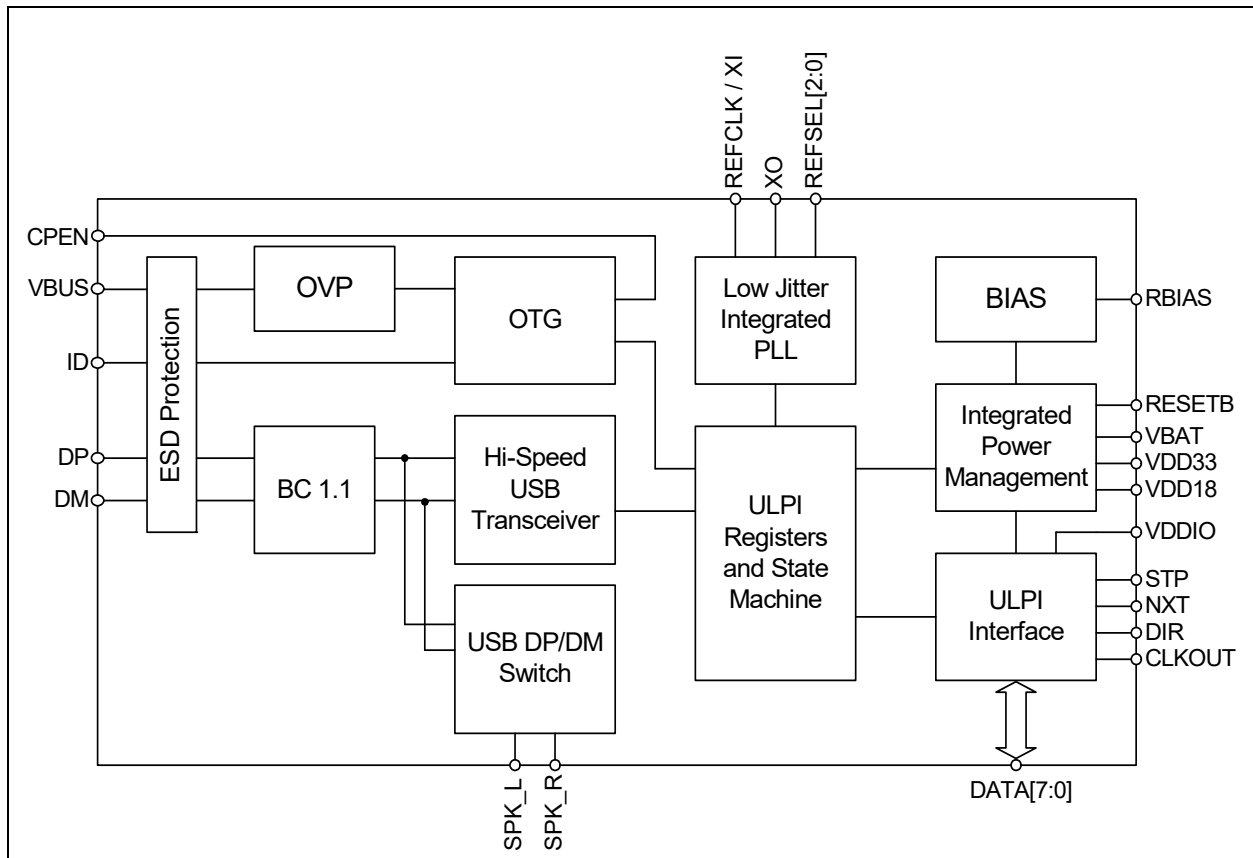 REFCLK / XI
XO
REFSEL[2:0]
CPEN
VBUS
ID
DP
DM
ESD Protection
OVP
OTG
BC 1.1
Hi-Speed
USB
Transceiver
USB DP/DM
Switch
SPK_L
SPK_R
Low Jitter
Integrated
PLL
ULPI
Registers
and State
Machine
BIAS
Integrated
Power
Management
ULPI
Interface
RBIAS
RESETB
VBAT
VDD33
VDD18
VDDIO
STP
NXT
DIR
CLKOUT
DATA[7:0]